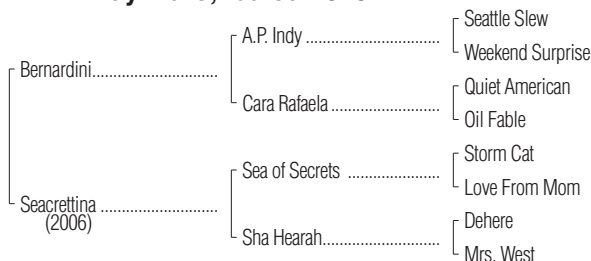 A.P. Indy
Seattle Slew
Weekend Surprise
Bernardini
Cara Rafaela
Quiet American
Oil Fable
Sea of Secrets
Storm Cat
Love From Mom
Seacrettina
(2006)
Sha Hearah
Dehere
Mrs. West